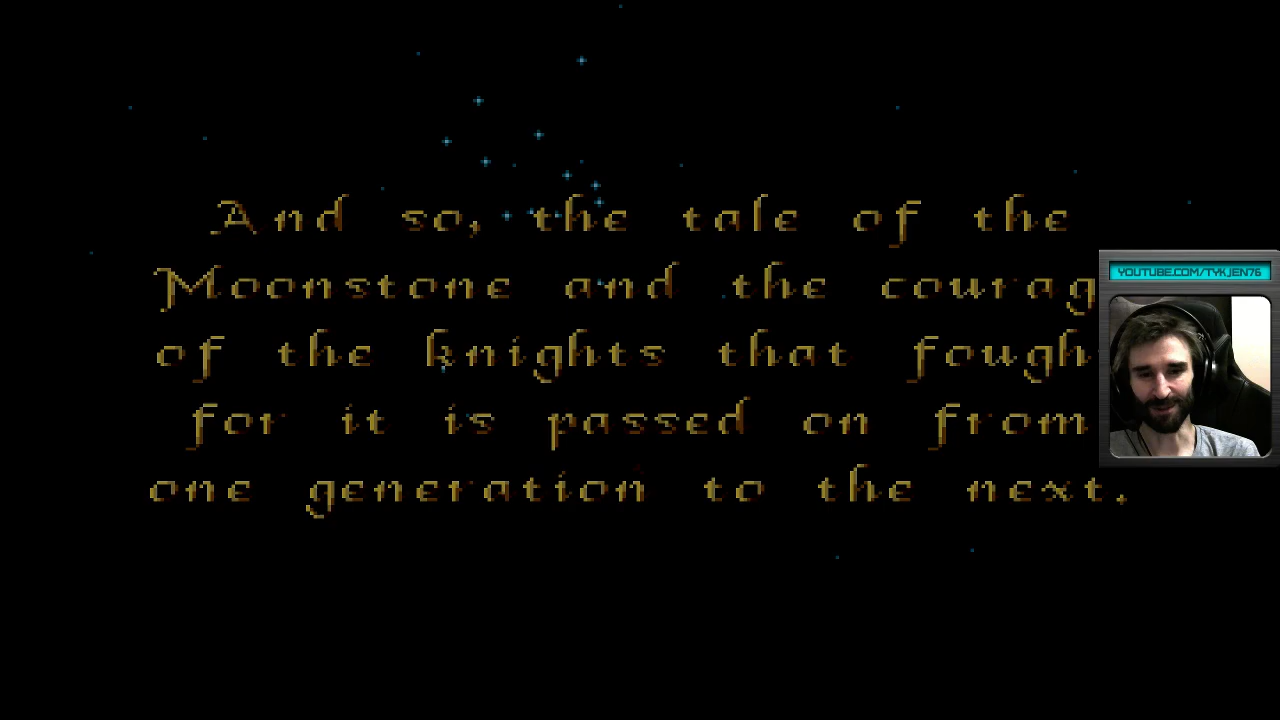 And so, the tale of the
Moonstone and the courag
of the knights that fough
for it is passed on from
one generation to the next.
YOUTUBE.COM/TYKJEN76